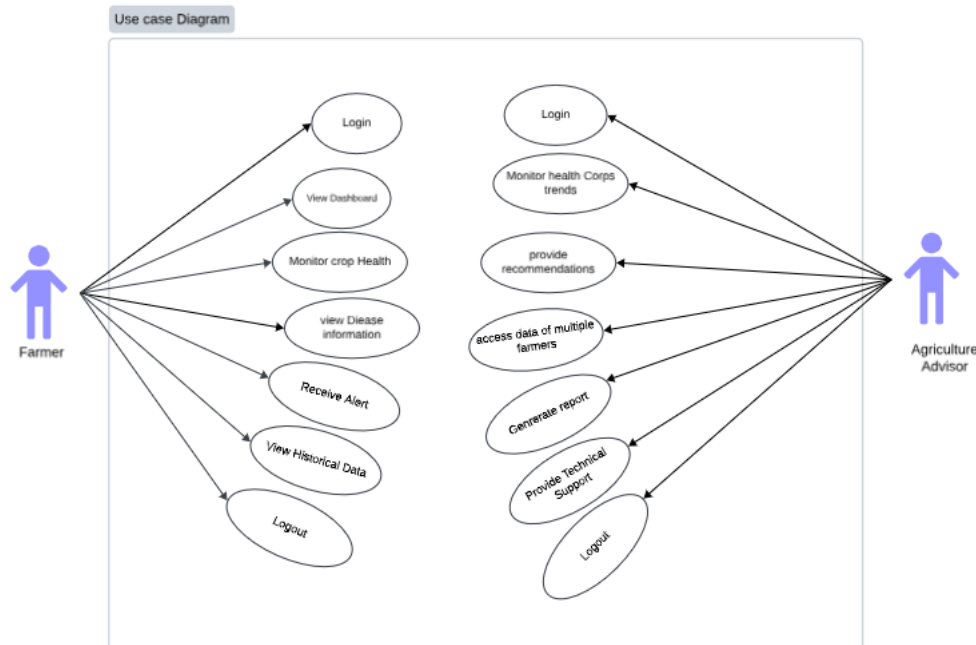 Use case Diagram
Login
View Dashboard
Monitor crop Health
view Diease
information
Receive Alert
View Historical Data
Logout
Farmer
Login
Monitor health Corps
trends
provide
recommendations
access data of multiple
farmers
Genrerate report
Provide Technical
Support
Logout
Agriculture
Advisor